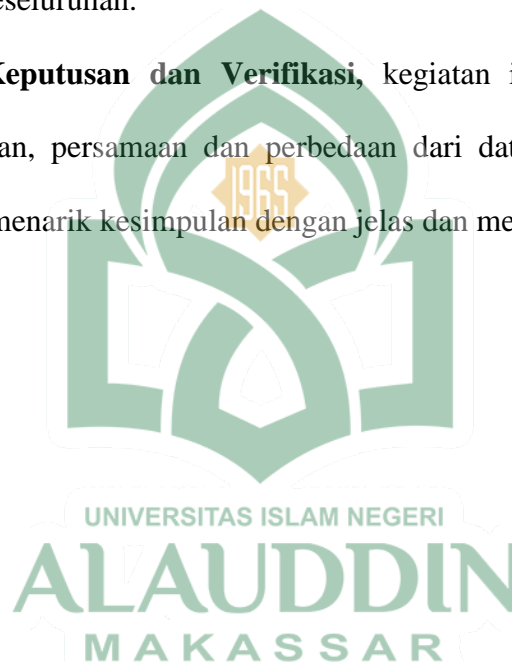 eseluruhan.
Keputusan dan Verifikasi, kegiatan i
an, persamaan dan perbedaan dari dat
menarik kesimpulan dengan jelas dan me
1965
UNIVERSITAS ISLAM NEGERI
ALAUDDIN
MAKASSAR